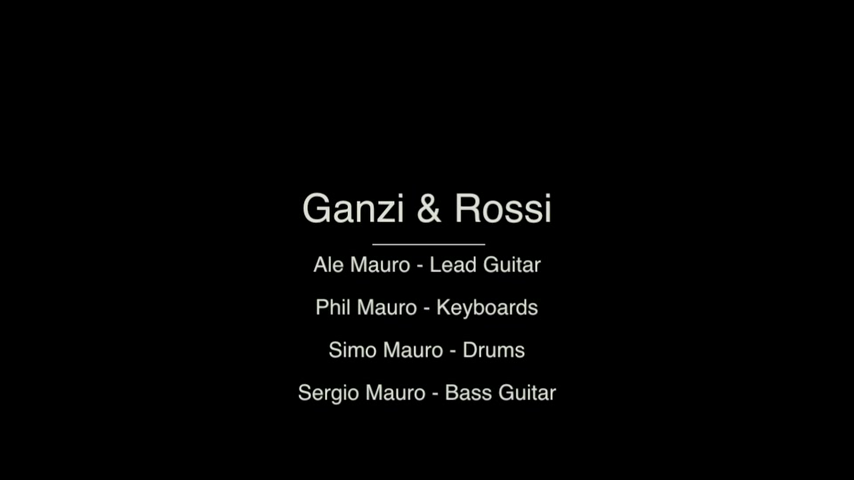 Ganzi & Rossi
Ale Mauro - Lead Guitar
Phil Mauro - Keyboards
Simo Mauro - Drums
Sergio Mauro - Bass Guitar